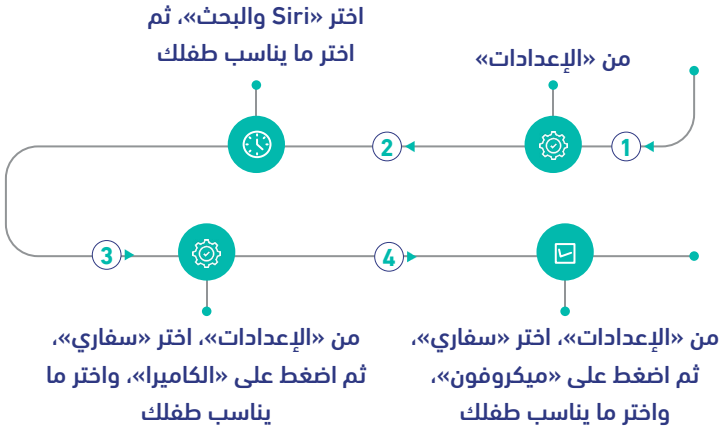 1
من «الإعدادات»
2
اختر «Siri والبحث»، ثم
اختر ما يناسب طفلك
3
من «الإعدادات»، اختر «سفاري»،
ثم اضغط على «الكاميرا»، واختر ما
يناسب طفلك
4
من «الإعدادات»، اختر «سفاري»،
ثم اضغط على «ميكروفون»،
واختر ما يناسب طفلك